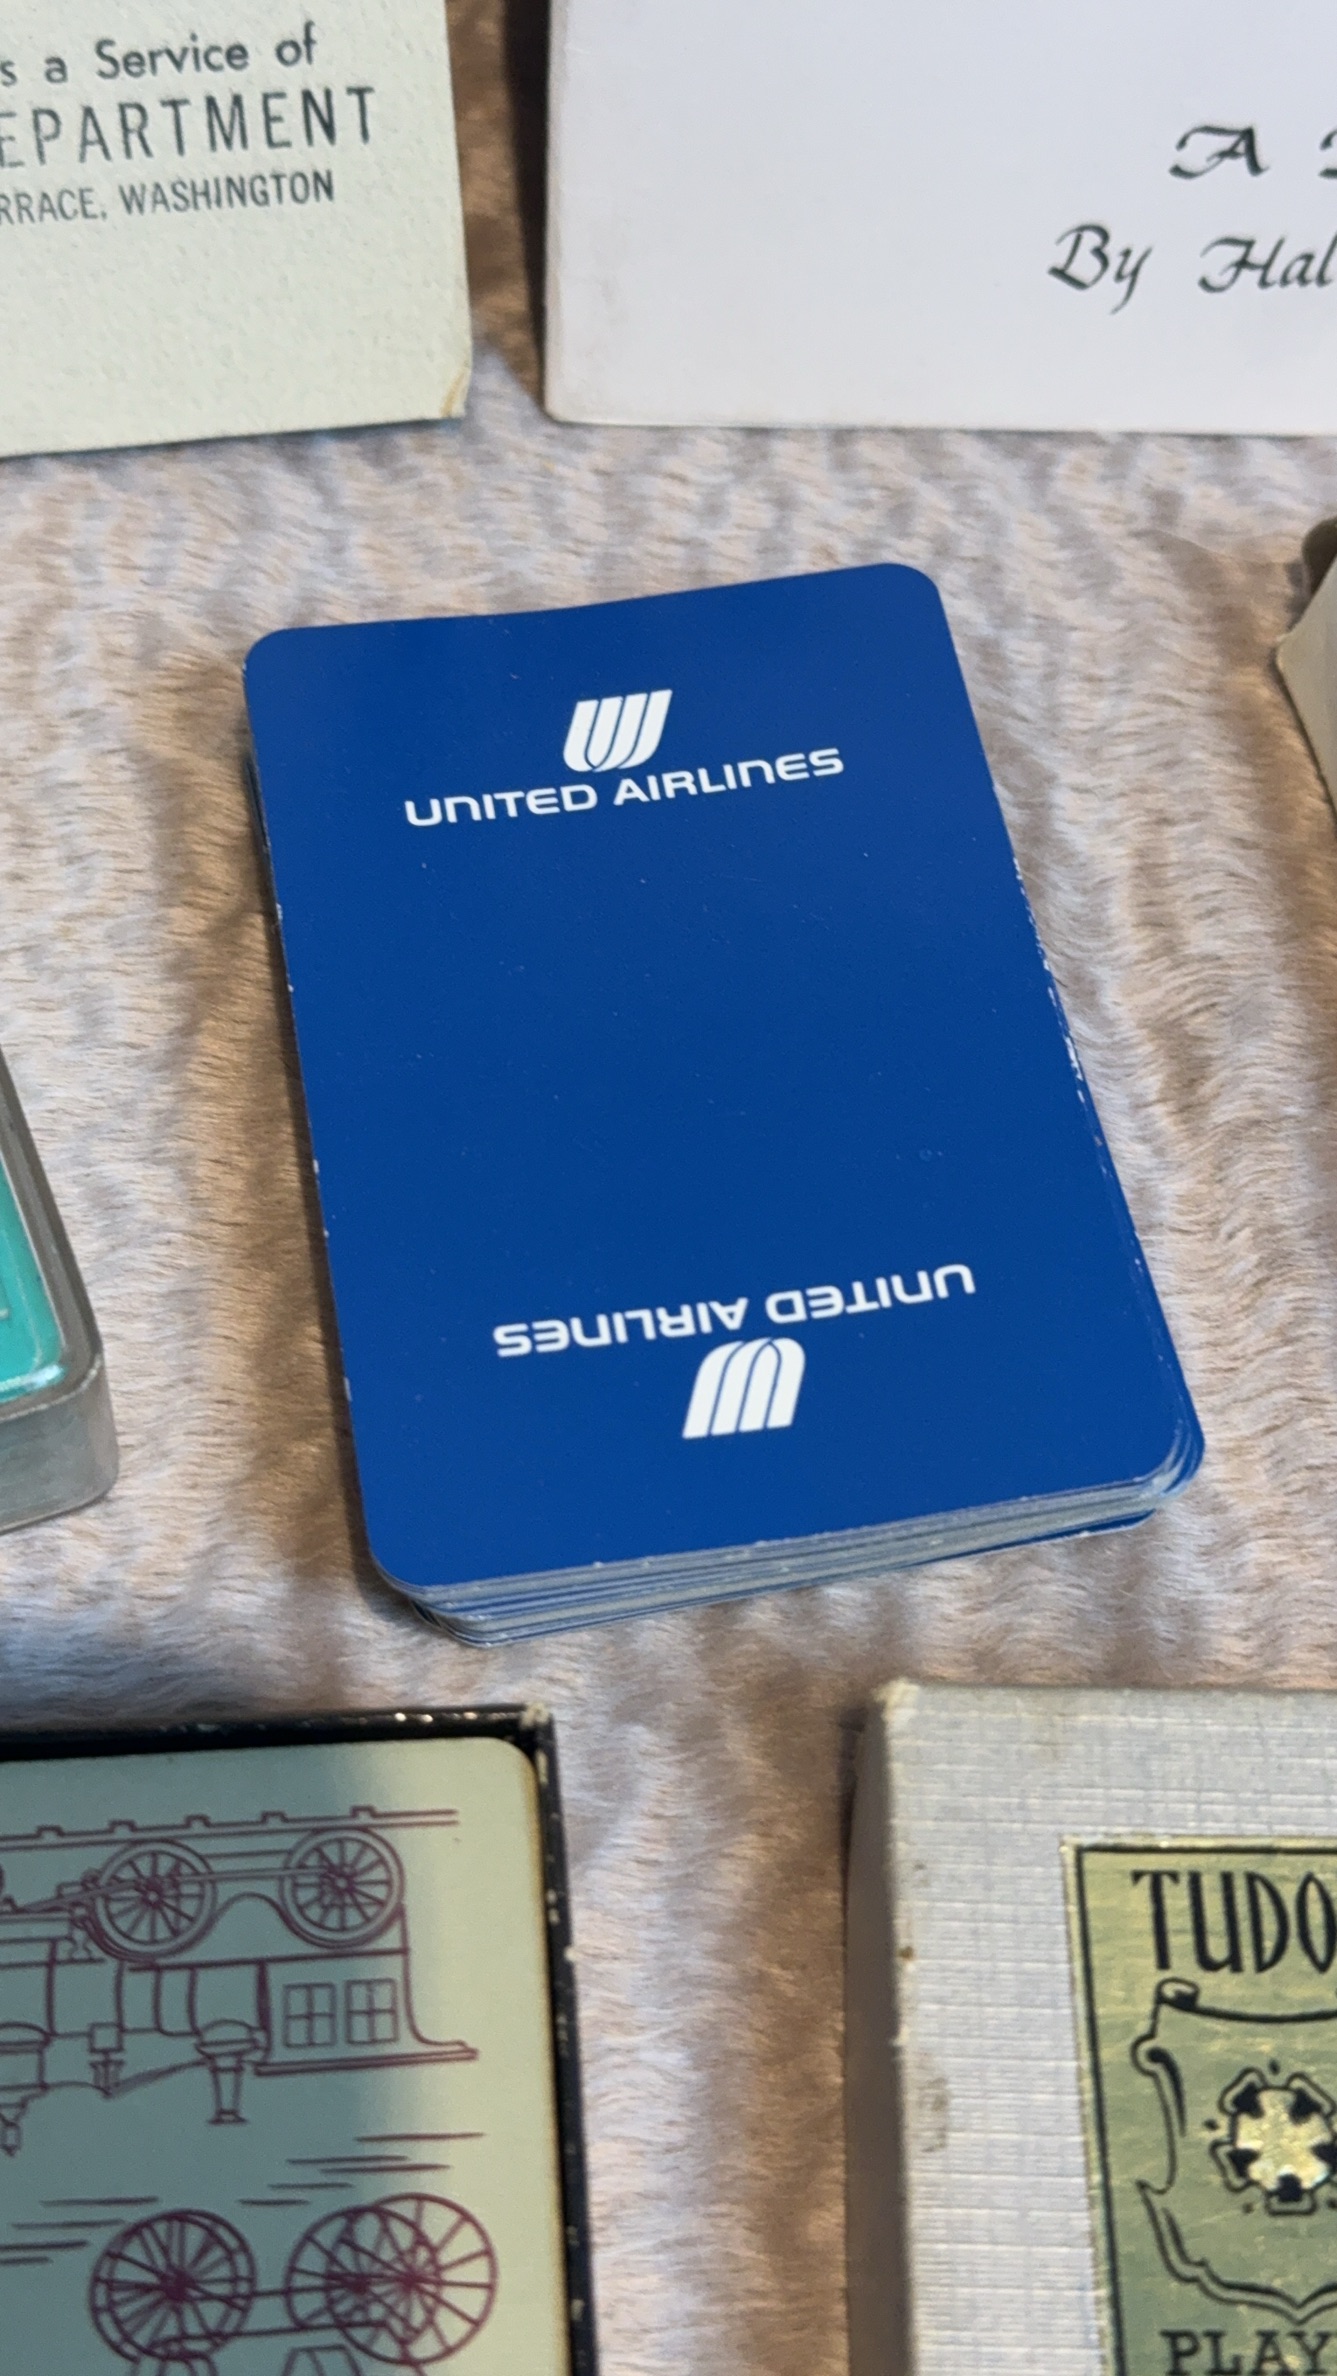 s a Service of
EPARTMENT
RRACE, WASHINGTON
A
By Hal
UNITED AIRLINES
UNITED AIRLINES
TUDO
PLAY